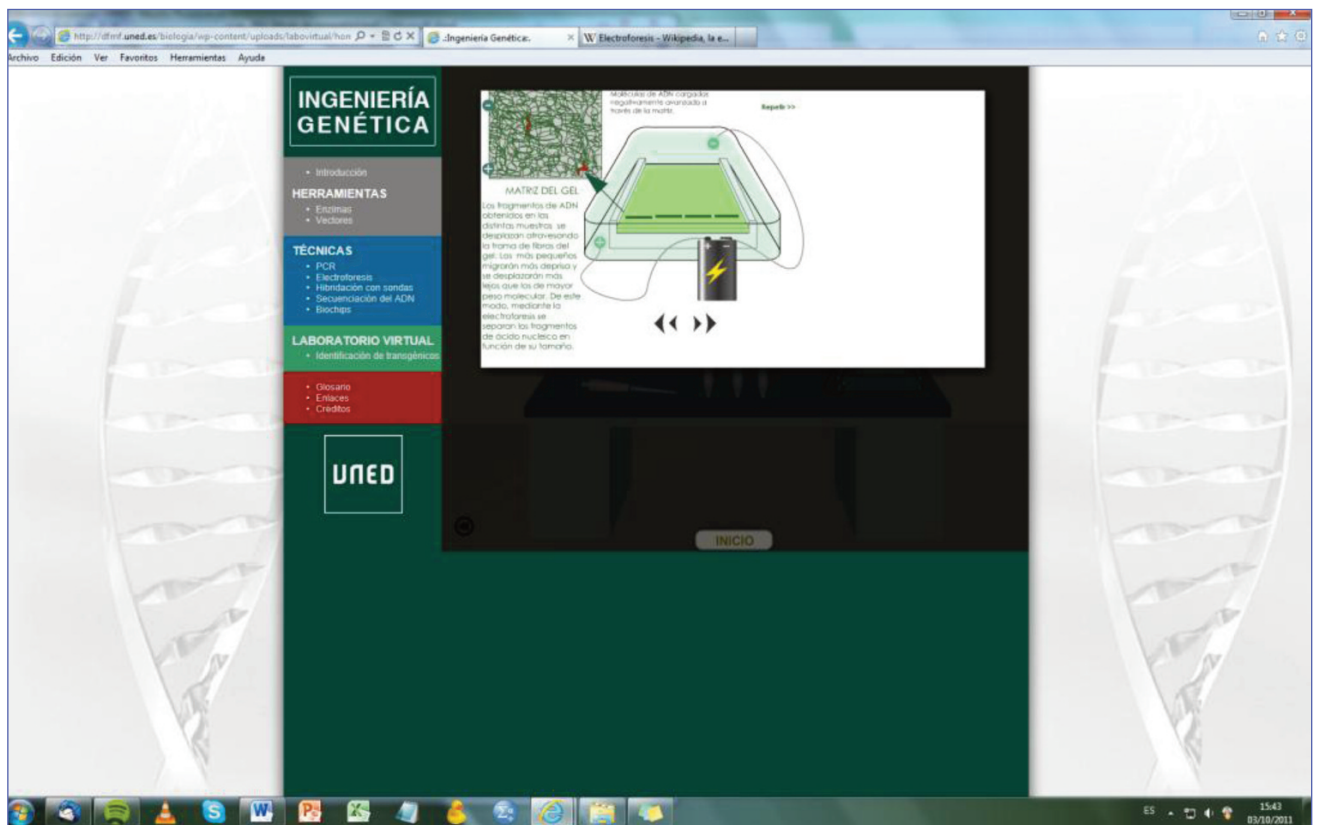 http://dfmf.uned.es/biologia/wp-content/uploads/labovirtual/hon
.:Ingeniería Genética:.
Electroforesis - Wikipedia, la e...
Archivo Edición Ver Favoritos Herramientas Ayuda
INGENIERÍA
GENÉTICA
• Introducción
HERRAMIENTAS
• Enzimas
• Vectores
TÉCNICAS
• PCR
• Electroforesis
• Hibridación con sondas
• Secuenciación del ADN
• Biochips
LABORATORIO VIRTUAL
• Identificación de transgénicos
• Glosario
• Enlaces
• Créditos
UNED
Moléculas de ADN cargadas
negativamente avanzado a
través de la matriz.
Repetir >>
MATRIZ DEL GEL
Los fragmentos de ADN
obtenidos en las
distintas muestras se
desplazan atravesando
la trama de fibras del
gel. Los más pequeños
migrarán más deprisa y
se desplazarán más
lejos que los de mayor
peso molecular. De este
modo, mediante la
electroforesis se
separan los fragmentos
de ácido nucleico en
función de su tamaño.
INICIO
ES
15:43
03/10/2011